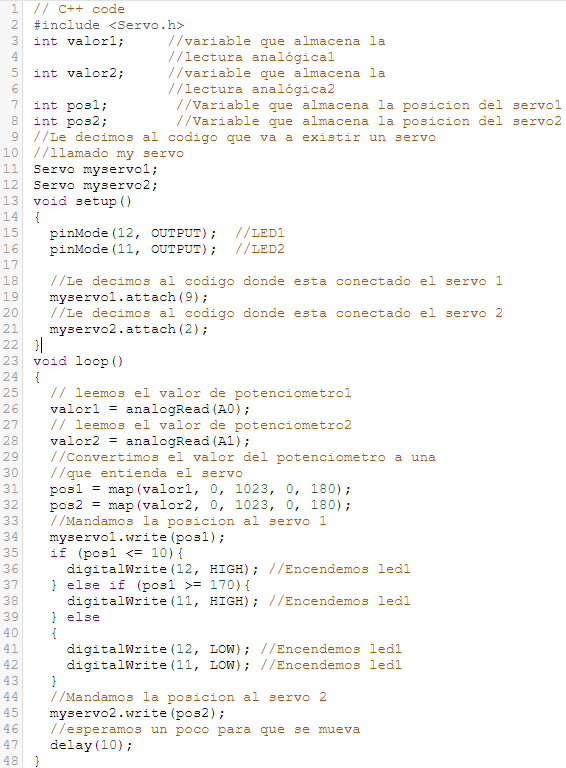 1 // C++ code
2 #include <Servo.h>
3 int valor1;     //variable que almacena la
4                 //lectura analógica1
5 int valor2;     //variable que almacena la
6                 //lectura analógica2
7 int pos1;        //Variable que almacena la posicion del servo1
8 int pos2;        //Variable que almacena la posicion del servo2
9 //Le decimos al codigo que va a existir un servo
10 //llamado my servo
11 Servo myservo1;
12 Servo myservo2;
13 void setup()
14 {
15   pinMode(12, OUTPUT);  //LED1
16   pinMode(11, OUTPUT);  //LED2
17
18   //Le decimos al codigo donde esta conectado el servo 1
19   myservo1.attach(9);
20   //Le decimos al codigo donde esta conectado el servo 2
21   myservo2.attach(2);
22 }
23 void loop()
24 {
25   // leemos el valor de potenciometro1
26   valor1 = analogRead(A0);
27   // leemos el valor de potenciometro2
28   valor2 = analogRead(A1);
29   //Convertimos el valor del potenciometro a una
30   //que entienda el servo
31   pos1 = map(valor1, 0, 1023, 0, 180);
32   pos2 = map(valor2, 0, 1023, 0, 180);
33   //Mandamos la posicion al servo 1
34   myservo1.write(pos1);
35   if (pos1 <= 10){
36     digitalWrite(12, HIGH); //Encendemos led1
37   } else if (pos1 >= 170){
38     digitalWrite(11, HIGH); //Encendemos led1
39   } else
40   {
41     digitalWrite(12, LOW); //Encendemos led1
42     digitalWrite(11, LOW); //Encendemos led1
43   }
44   //Mandamos la posicion al servo 2
45   myservo2.write(pos2);
46   //esperamos un poco para que se mueva
47   delay(10);
48 }